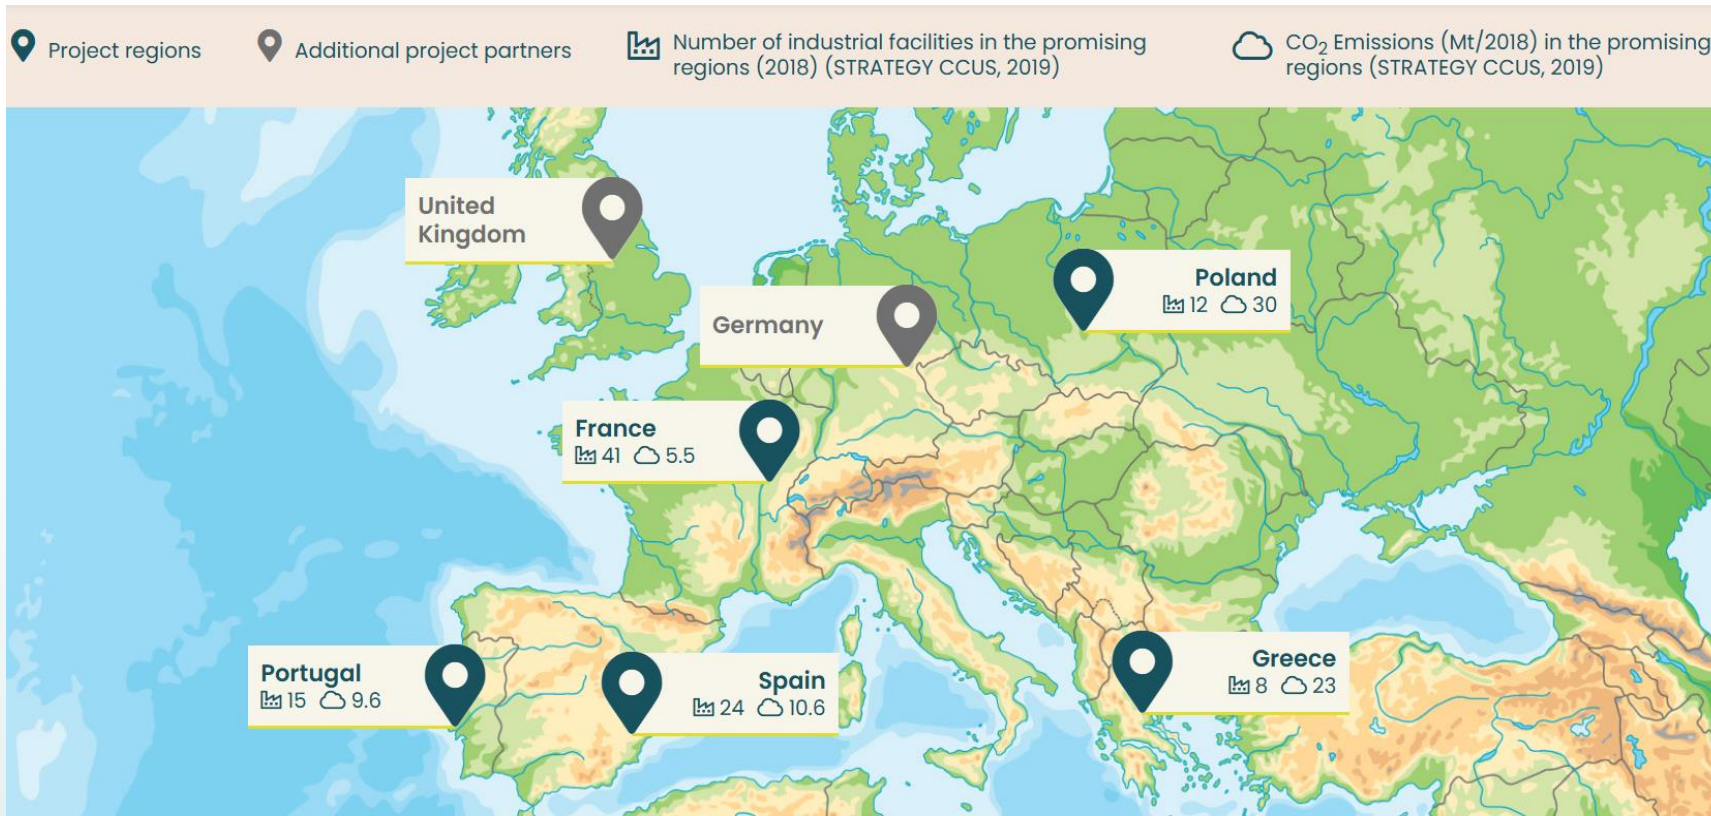 Project regions
Additional project partners
Number of industrial facilities in the promising
regions (2018) (STRATEGY CCUS, 2019)
CO₂ Emissions (Mt/2018) in the promising
regions (STRATEGY CCUS, 2019)
United
Kingdom
Poland
12 30
Germany
France
41 5.5
Portugal
15 9.6
Spain
24 10.6
Greece
8 23